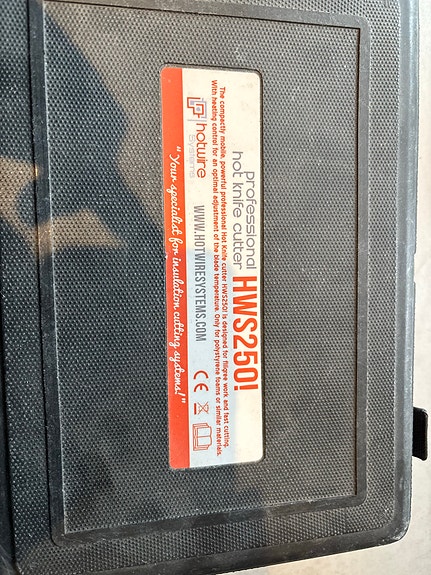 professional
hot knife cutter HWS250!
The compactly mobile, powerful professional Hot Knife cutter HWS250! is designed for filigree work and fast cutting.
With heating control for an optimal adjustment of the blade temperature. Only for polystyrene foams or similar materials.
hotwire
Systems
WWW.HOTWIRESYSTEMS.COM
CE
"Your specialist for insulation cutting systems!"